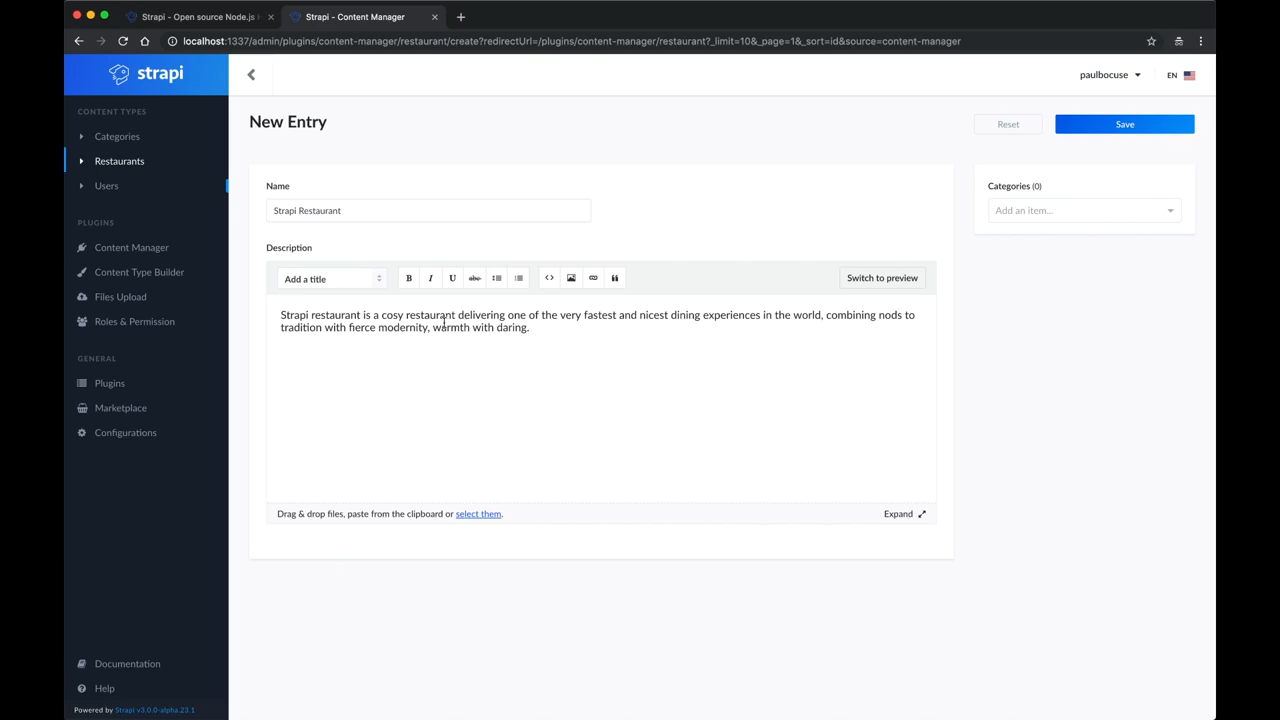 Strapi - Open source Node.js
Strapi - Content Manager
localhost:1337/admin/plugins/content-manager/restaurant/create?redirectUrl=/plugins/content-manager/restaurant?_limit=10&_page=1&_sort=id&source=content-manager
strapi
paulbocuse
EN
CONTENT TYPES
Categories
Restaurants
Users
PLUGINS
Content Manager
Content Type Builder
Files Upload
Roles & Permission
GENERAL
Plugins
Marketplace
Configurations
Documentation
Help
Powered by Strapi v3.0.0-alpha.23.1
New Entry
Reset
Save
Name
Strapi Restaurant
Description
Add a title
B I U abc
Switch to preview
Strapi restaurant is a cosy restaurant delivering one of the very fastest and nicest dining experiences in the world, combining nods to
tradition with fierce modernity, warmth with daring.
Drag & drop files, paste from the clipboard or select them.
Expand
Categories (0)
Add an item...